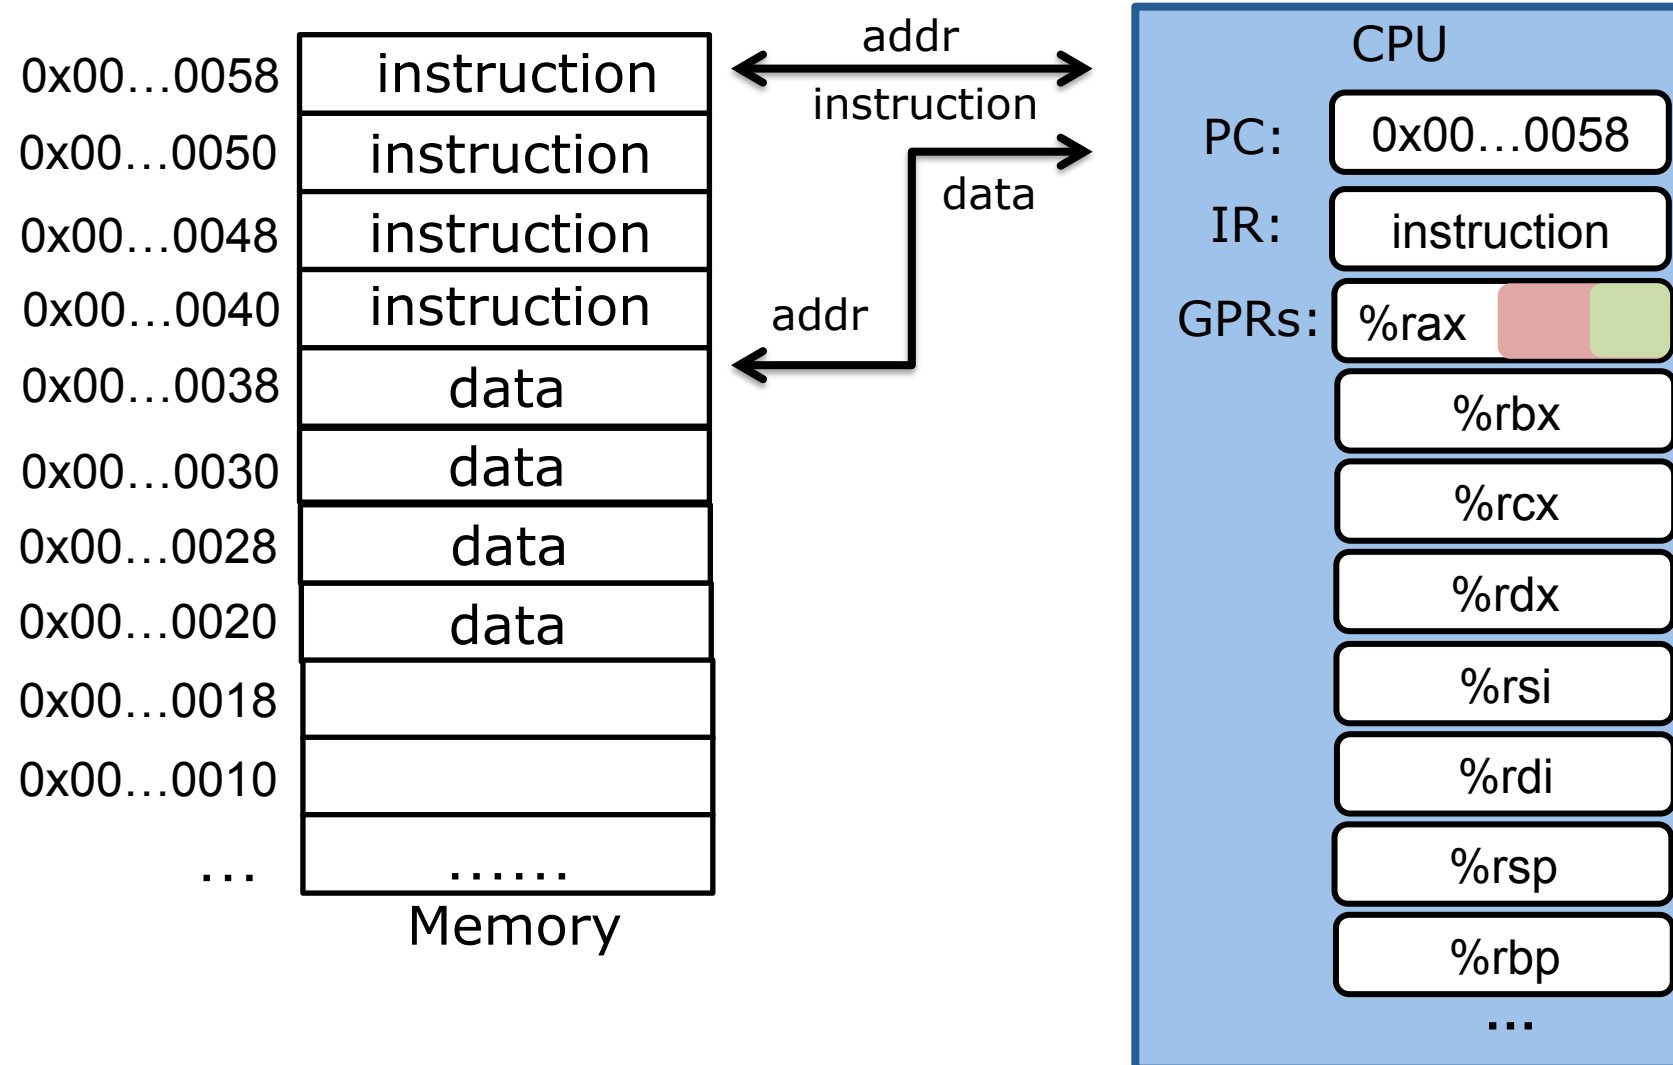 0x00…0058 instruction
0x00…0050 instruction
0x00…0048 instruction
0x00…0040 instruction
0x00…0038 data
0x00…0030 data
0x00…0028 data
0x00…0020 data
0x00…0018
0x00…0010
… ……
Memory
addr
instruction
data
addr
CPU
PC: 0x00…0058
IR: instruction
GPRs: %rax
%rbx
%rcx
%rdx
%rsi
%rdi
%rsp
%rbp
…